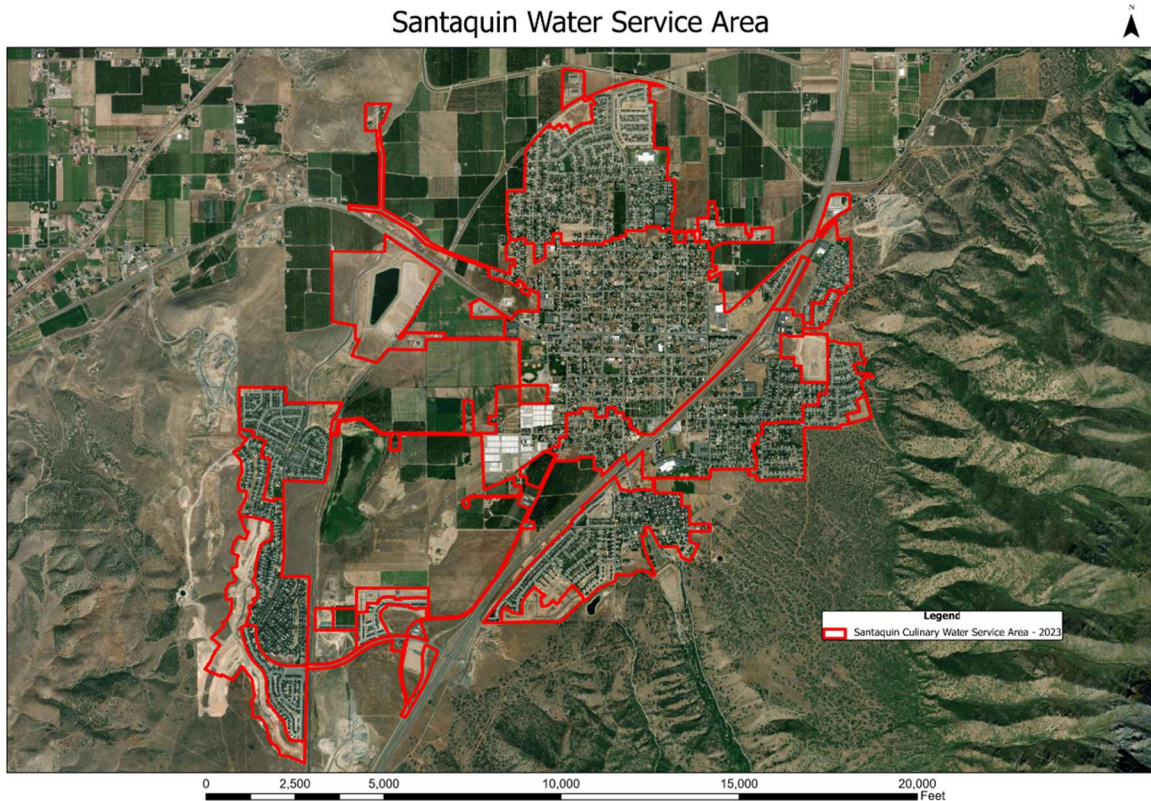 Santaquin Water Service Area
N
Legend
Santaquin Culinary Water Service Area - 2023
0 2,500 5,000 10,000 15,000 20,000
Feet